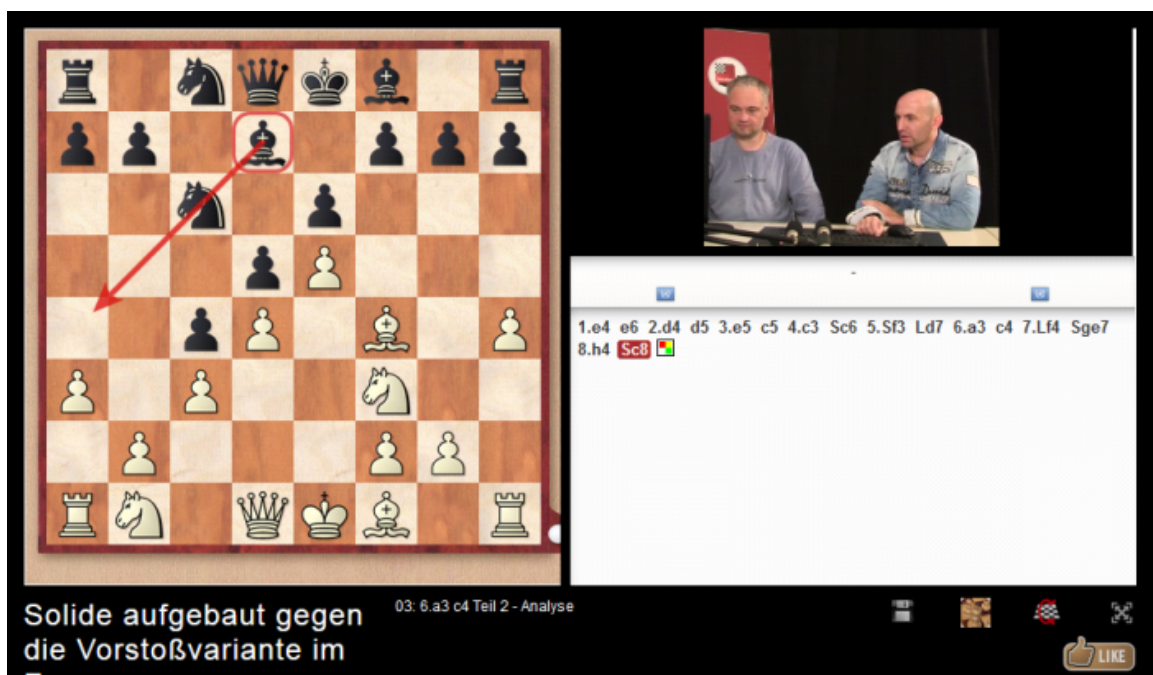 1.e4 e6 2.d4 d5 3.e5 c5 4.c3 Sc6 5.Sf3 Ld7 6.a3 c4 7.Lf4 Sge7
8.h4 Sc8
Solide aufgebaut gegen
die Vorstoßvariante im
03: 6.a3 c4 Teil 2 - Analyse
LIKE